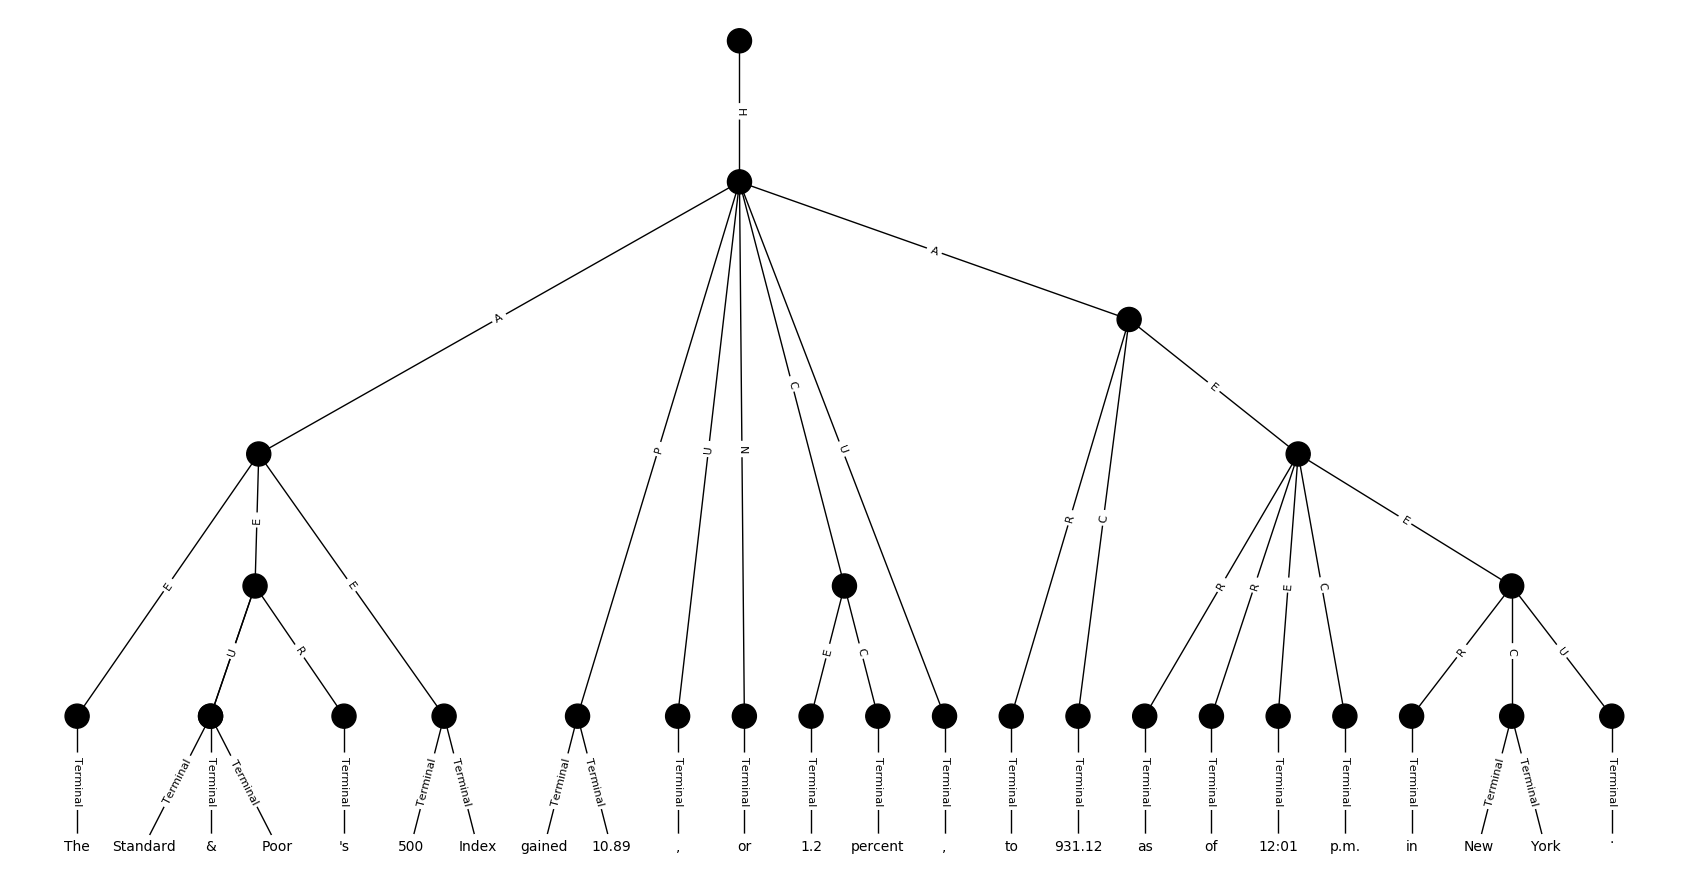 H
A
A
C
E
P
U
N
U
E
R
C
E
E
E
R
R
E
C
U
R
E
C
R
C
U
Terminal Terminal Terminal Terminal Terminal Terminal Terminal Terminal Terminal Terminal Terminal Terminal Terminal Terminal Terminal Terminal Terminal Terminal Terminal Terminal Terminal Terminal Terminal Terminal
The Standard & Poor 's 500 Index gained 10.89 , or 1.2 percent , to 931.12 as of 12:01 p.m. in New York .